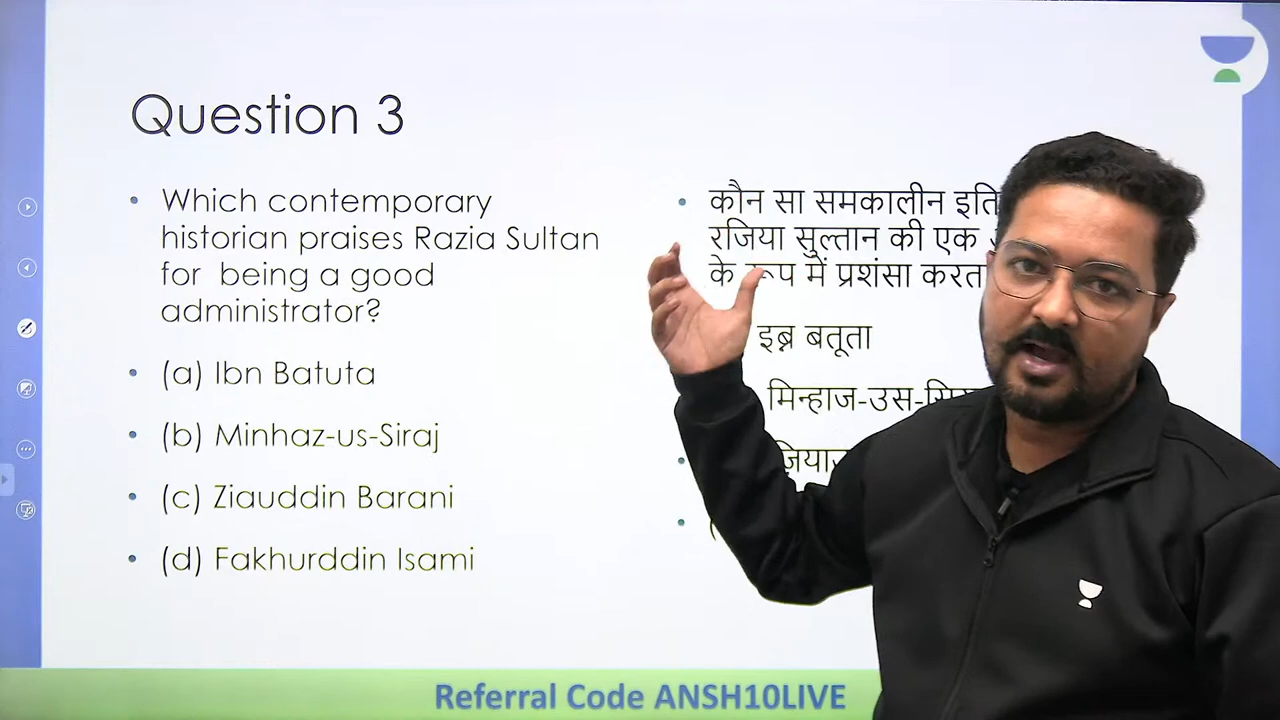 Question 3
Which contemporary
historian praises Razia Sultan
for being a good
administrator?
(a) Ibn Batuta
(b) Minhaz-us-Siraj
(c) Ziauddin Barani
(d) Fakhurddin Isami
कौन सा समकालीन
रजिया सुल्तान की एक
के रूप में प्रशंसा
इब्न बतूता
Referral Code ANSH10LIVE